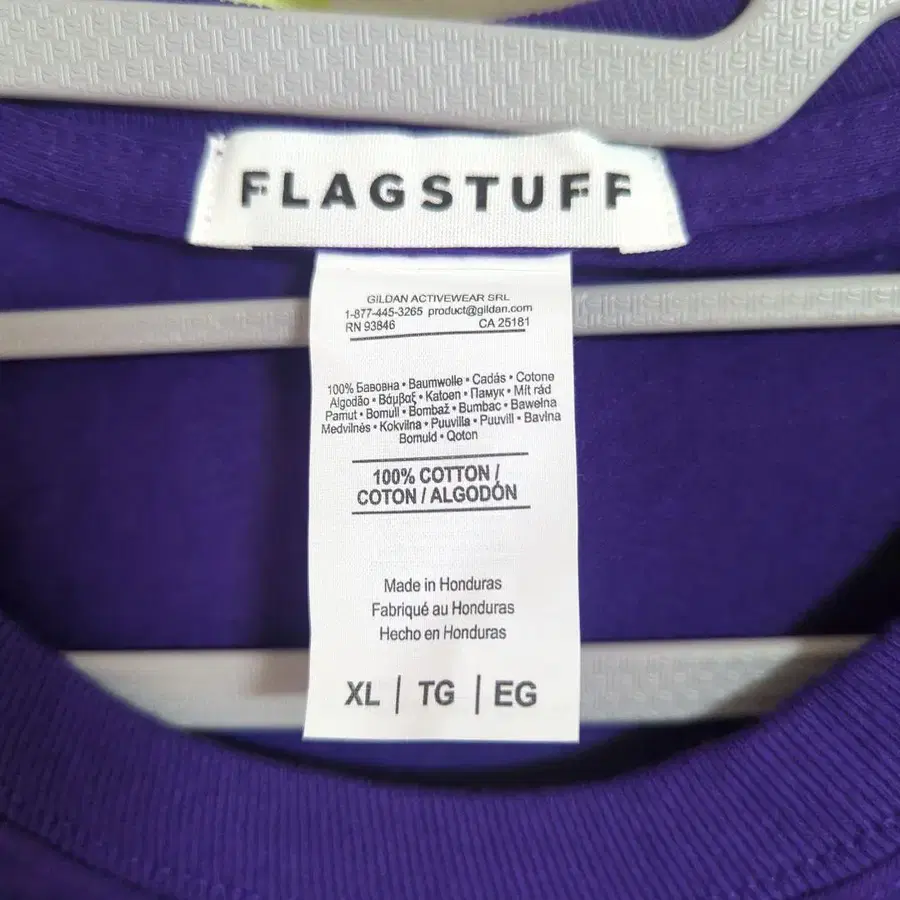 FLAGSTUFF
GILDAN ACTIVEWEAR SRL
1-877-445-3265 product@gildan.com
RN 93846 CA 25181
100% Бавовна • Baumwolle • Cadás • Cotone
Algodão • Βάμβαξ • Katoen • Памук • Mít rád
Pamut • Bomull • Bombaž • Bumbac • Bawełna
Medvilnės • Kokvilna • Puuvilla • Puuvill • Bavlna
Bomuld • Qoton
100% COTTON /
COTON / ALGODÓN
Made in Honduras
Fabriqué au Honduras
Hecho en Honduras
XL | TG | EG